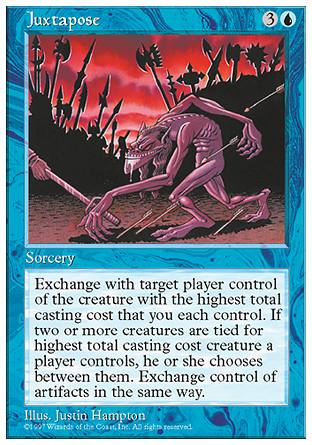 Juxtapose 3
Sorcery
Exchange with target player control
of the creature with the highest total
casting cost that you each control. If
two or more creatures are tied for
highest total casting cost creature a
player controls, he or she chooses
between them. Exchange control of
artifacts in the same way.
Illus. Justin Hampton
©1997 Wizards of the Coast, Inc. All rights reserved.